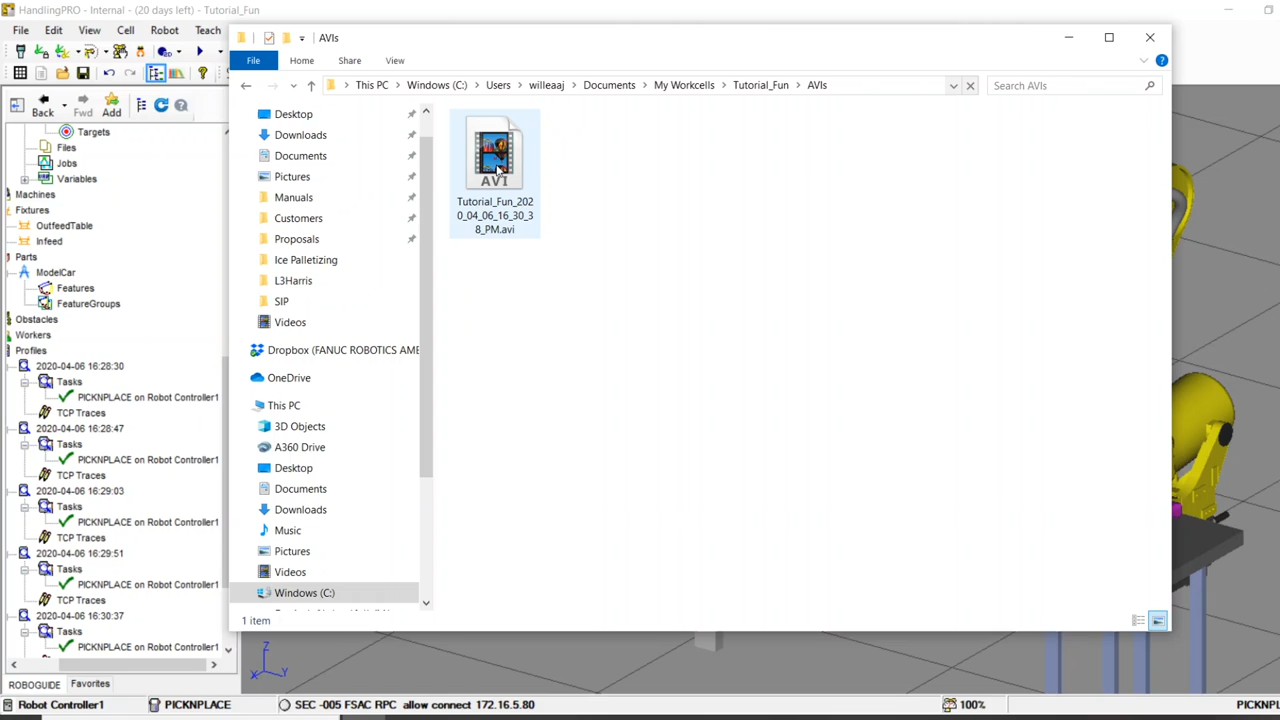 HandlingPRO - Internal - (20 days left) - Tutorial_Fun
File Edit View Cell Robot Teach
Back Fwd Add
Targets
Files
Jobs
Variables
Machines
Fixtures
OutfeedTable
Infeed
Parts
ModelCar
Features
FeatureGroups
Obstacles
Workers
Profiles
2020-04-06 16:28:30
Tasks
PICKNPLACE on Robot Controller1
TCP Traces
2020-04-06 16:28:47
Tasks
PICKNPLACE on Robot Controller1
TCP Traces
2020-04-06 16:29:03
Tasks
PICKNPLACE on Robot Controller1
TCP Traces
2020-04-06 16:29:51
Tasks
PICKNPLACE on Robot Controller1
TCP Traces
2020-04-06 16:30:37
Tasks
PICKNPLACE on Robot Controller1
ROBOGUIDE Favorites
AVIs
File Home Share View
This PC Windows (C:) Users willeaaj Documents My Workcells Tutorial_Fun AVIs
Search AVIs
Desktop
Downloads
Documents
Pictures
Manuals
Customers
Proposals
Ice Palletizing
L3Harris
SIP
Videos
Dropbox (FANUC ROBOTICS AME
OneDrive
This PC
3D Objects
A360 Drive
Desktop
Documents
Downloads
Music
Pictures
Videos
Windows (C:)
AVI
Tutorial_Fun_202
0_04_06_16_30_3
8_PM.avi
1 item
Z
X Y
Robot Controller1 PICKNPLACE SEC -005 FSAC RPC allow connect 172.16.5.80 100% PICKNP